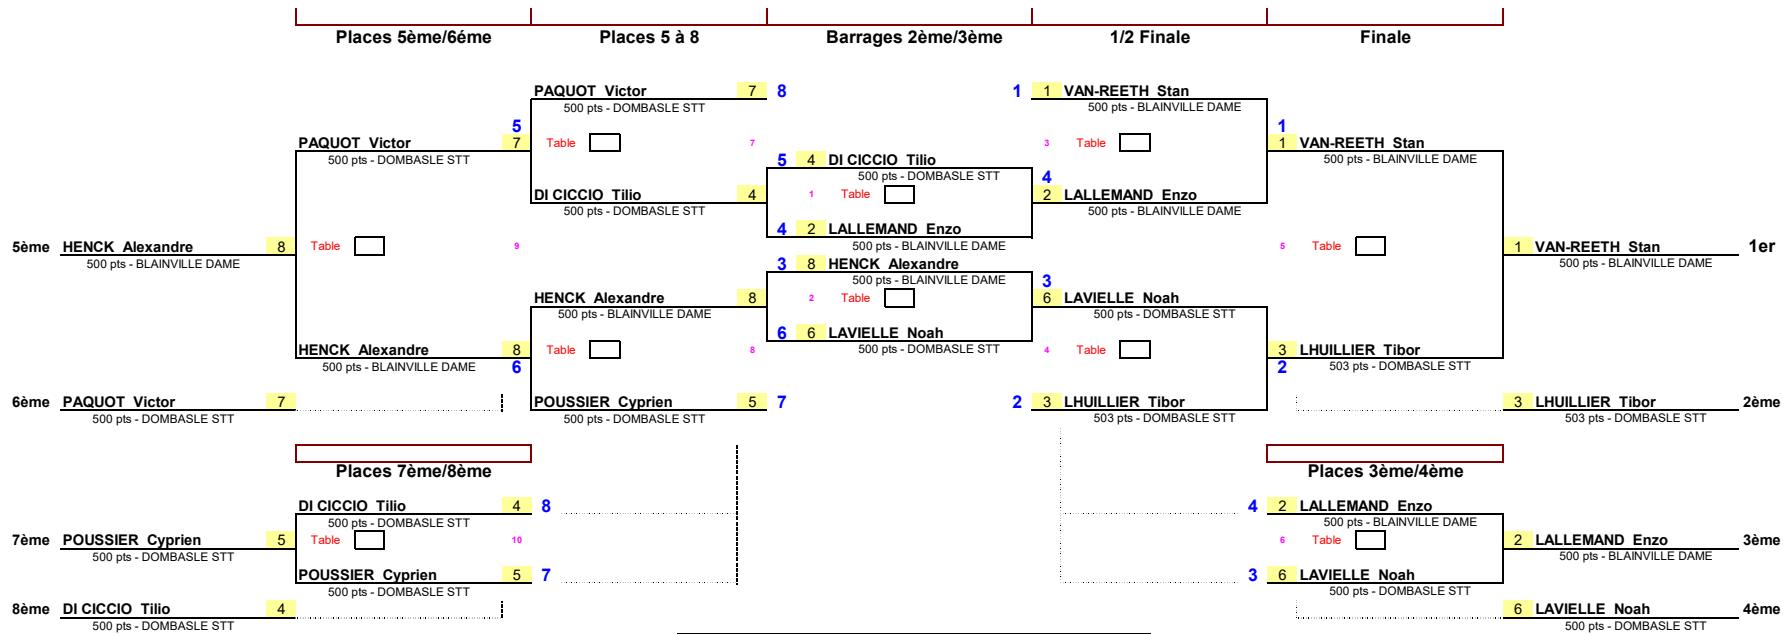 Places 5ème/6éme Places 5 à 8 Barrages 2ème/3ème 1/2 Finale Finale
PAQUOT Victor 7 8 1 1 VAN-REETH Stan
500 pts - DOMBASLE STT 500 pts - BLAINVILLE DAME
5 1
PAQUOT Victor 7 Table 7 3 Table 1 VAN-REETH Stan
500 pts - DOMBASLE STT 500 pts - BLAINVILLE DAME
5 4 DI CICCIO Tilio
500 pts - DOMBASLE STT 4
DI CICCIO Tilio 4 1 Table 2 LALLEMAND Enzo
500 pts - DOMBASLE STT 500 pts - BLAINVILLE DAME
4 2 LALLEMAND Enzo
5ème HENCK Alexandre 8 Table 9 500 pts - BLAINVILLE DAME 5 Table 1 VAN-REETH Stan 1er
500 pts - BLAINVILLE DAME 3 8 HENCK Alexandre 500 pts - BLAINVILLE DAME
500 pts - BLAINVILLE DAME 3
HENCK Alexandre 8 2 Table 6 LAVIELLE Noah
500 pts - BLAINVILLE DAME 500 pts - DOMBASLE STT
6 6 LAVIELLE Noah
HENCK Alexandre 8 Table 8 500 pts - DOMBASLE STT 4 Table 3 LHUILLIER Tibor
500 pts - BLAINVILLE DAME 6 2 503 pts - DOMBASLE STT
6ème PAQUOT Victor 7 POUSSIER Cyprien 5 7 2 3 LHUILLIER Tibor 3 LHUILLIER Tibor 2ème
500 pts - DOMBASLE STT 500 pts - DOMBASLE STT 503 pts - DOMBASLE STT 503 pts - DOMBASLE STT
Places 7ème/8ème Places 3ème/4ème
DI CICCIO Tilio 4 8 4 2 LALLEMAND Enzo
500 pts - DOMBASLE STT 500 pts - BLAINVILLE DAME
7ème POUSSIER Cyprien 5 Table 10 6 Table 2 LALLEMAND Enzo 3ème
500 pts - DOMBASLE STT 500 pts - BLAINVILLE DAME
POUSSIER Cyprien 5 7 3 6 LAVIELLE Noah
500 pts - DOMBASLE STT 500 pts - DOMBASLE STT
8ème DI CICCIO Tilio 4 6 LAVIELLE Noah 4ème
500 pts - DOMBASLE STT 500 pts - DOMBASLE STT